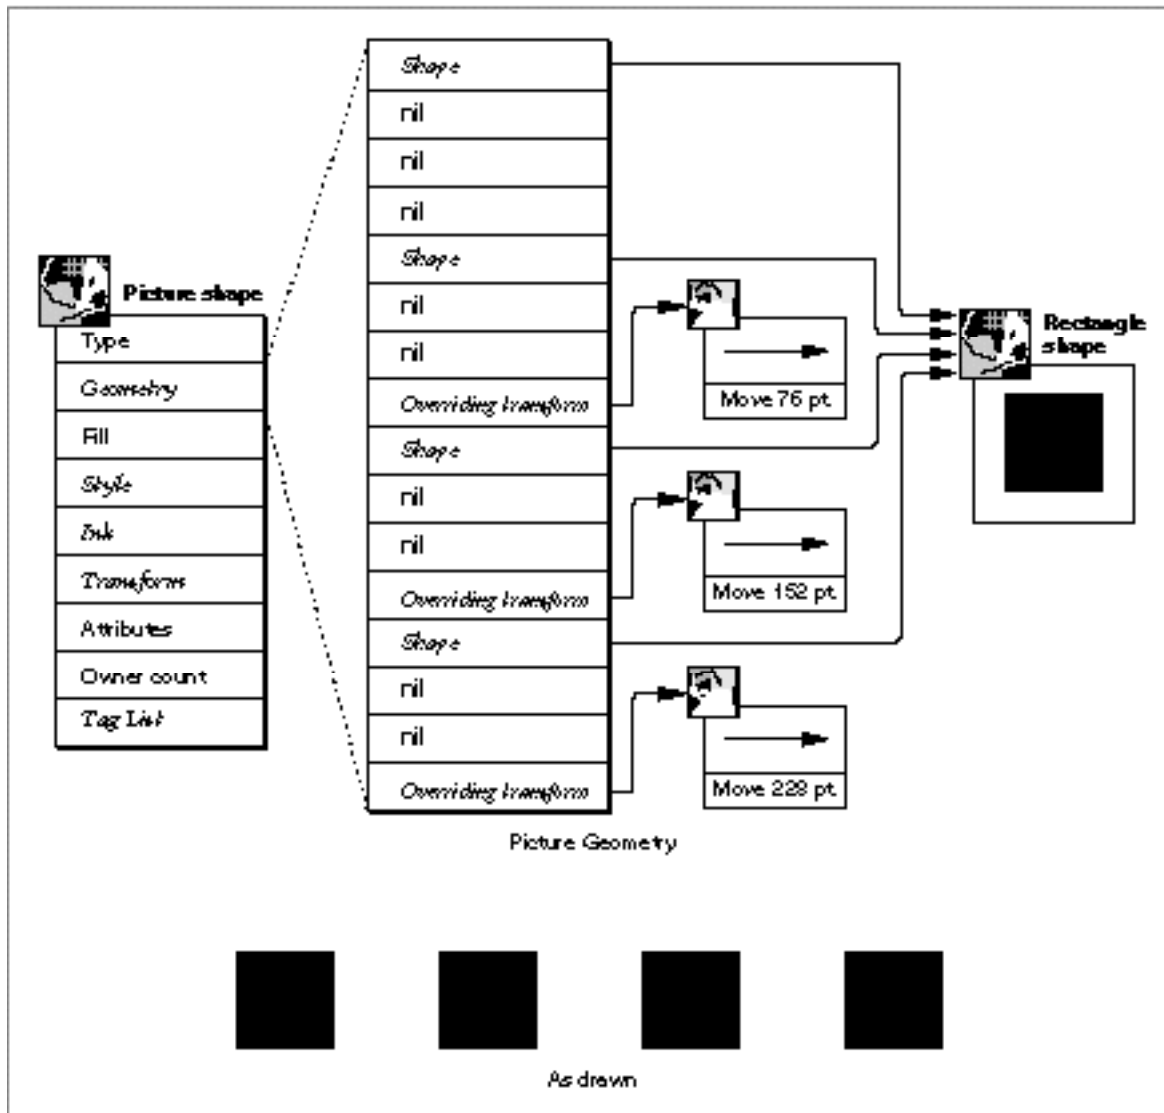 Picture shape
Type
Geometry
Fill
Style
Ink
Transform
Attributes
Owner count
Tag List
Shape
nil
nil
nil
Shape
nil
nil
Overriding transform
Shape
nil
nil
Overriding transform
Shape
nil
nil
Overriding transform
Picture Geometry
Move 76 pt
Move 152 pt
Move 228 pt
Rectangle
shape
As drawn